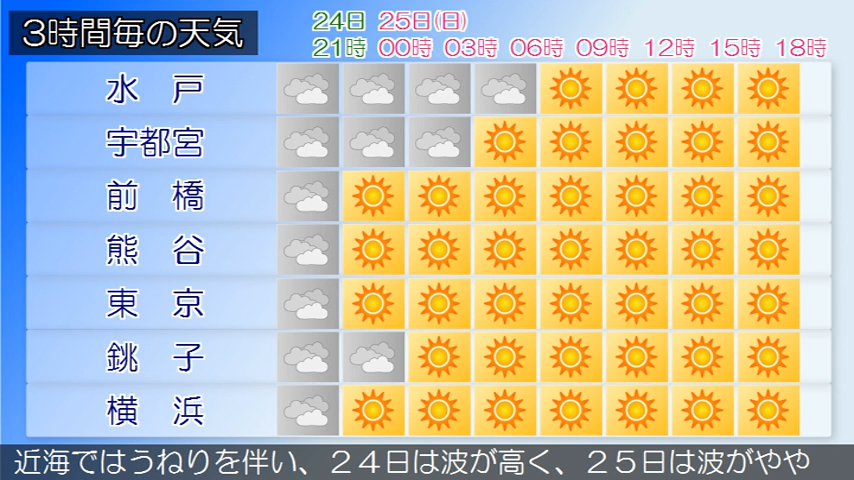 3時間毎の天気
24日 25日(日)
21時 00時 03時 06時 09時 12時 15時 18時
水戸
宇都宮
前橋
熊谷
東京
銚子
横浜
近海ではうねりを伴い、２４日は波が高く、２５日は波がやや